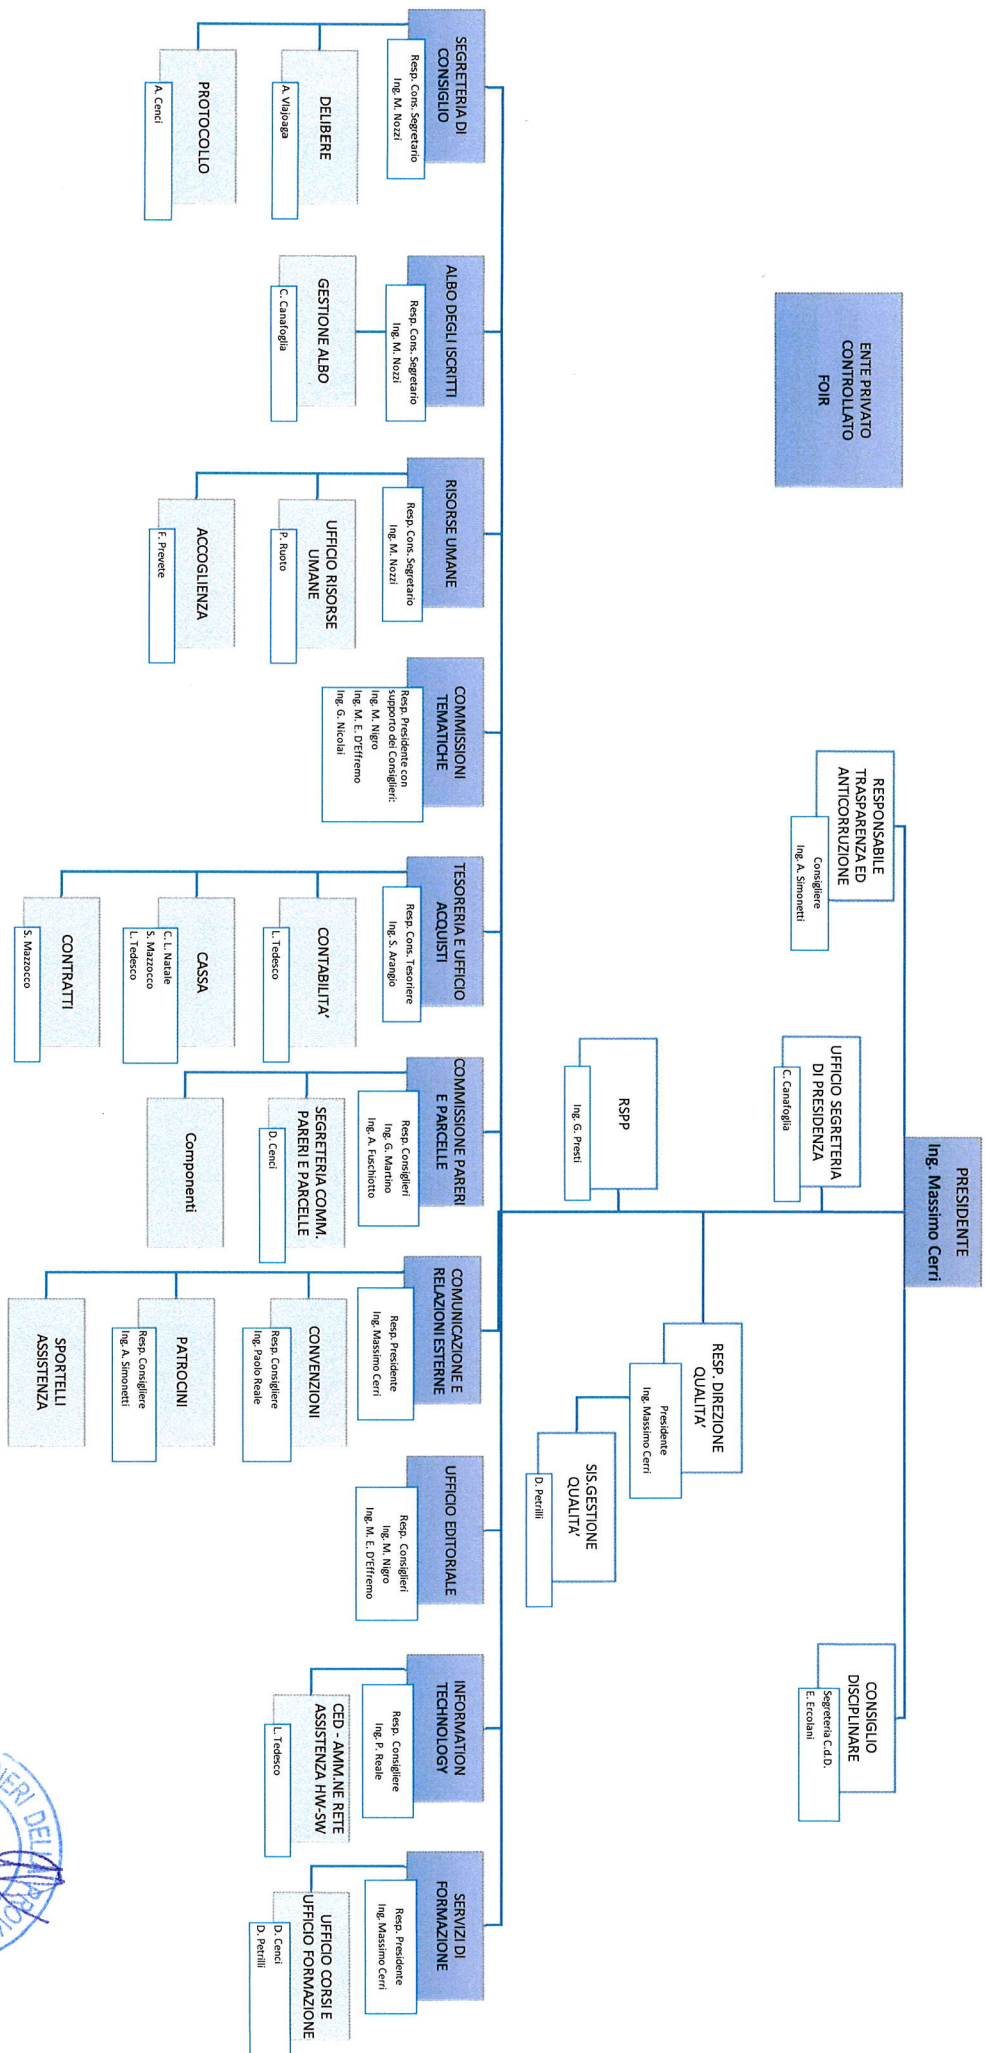 PRESIDENTE
Ing. Massimo Cerri
ENTE PRIVATO
CONTROLLATO
FOIR
RESPONSABILE
TRASPARENZA ED
ANTICORRUZIONE
Consigliere
Ing. A. Simonetti
UFFICIO SEGRETERIA
DI PRESIDENZA
C. Canafoglia
CONSIGLIO
DISCIPLINARE
Segreteria C.d.D.
E. Ercolani
RSPP
Ing. G. Presti
RESP. DIREZIONE
QUALITA'
Presidente
Ing. Massimo Cerri
SIS.GESTIONE
QUALITA'
D. Petrilli
SEGRETERIA DI
CONSIGLIO
Resp. Cons. Segretario
Ing. M. Nozzi
DELIBERE
A. Vlajoaga
PROTOCOLLO
A. Cenci
ALBO DEGLI ISCRITTI
Resp. Cons. Segretario
Ing. M. Nozzi
GESTIONE ALBO
C. Canafoglia
RISORSE UMANE
Resp. Cons. Segretario
Ing. M. Nozzi
UFFICIO RISORSE
UMANE
P. Ruoto
ACCOGLIENZA
F. Prevete
COMMISSIONI
TEMATICHE
Resp. Presidente con
supporto dei Consiglieri:
Ing. M. Nigro
Ing. M. E. D'Effremo
Ing. G. Nicolai
TESORERIA E UFFICIO
ACQUISTI
Resp. Cons. Tesoriere
Ing. S. Arangio
CONTABILITA'
L. Tedesco
CASSA
C. L. Natale
S. Mazzocco
L. Tedesco
CONTRATTI
S. Mazzocco
COMMISSIONE PARERI
E PARCELLE
Resp. Consiglieri
Ing. G. Martino
Ing. A. Fuschiotto
SEGRETERIA COMM.
PARERI E PARCELLE
D. Cenci
Componenti
COMUNICAZIONE E
RELAZIONI ESTERNE
Resp. Presidente
Ing. Massimo Cerri
CONVENZIONI
Resp. Consigliere
Ing. Paolo Reale
PATROCINI
Resp. Consigliere
Ing. A. Simonetti
SPORTELLI
ASSISTENZA
UFFICIO EDITORIALE
Resp. Consiglieri
Ing. M. Nigro
Ing. M. E. D'Effremo
INFORMATION
TECHNOLOGY
Resp. Consigliere
Ing. P. Reale
CED - AMM.NE RETE
ASSISTENZA HW-SW
L. Tedesco
SERVIZI DI
FORMAZIONE
Resp. Presidente
Ing. Massimo Cerri
UFFICIO CORSI E
UFFICIO FORMAZIONE
D. Cenci
D. Petrilli